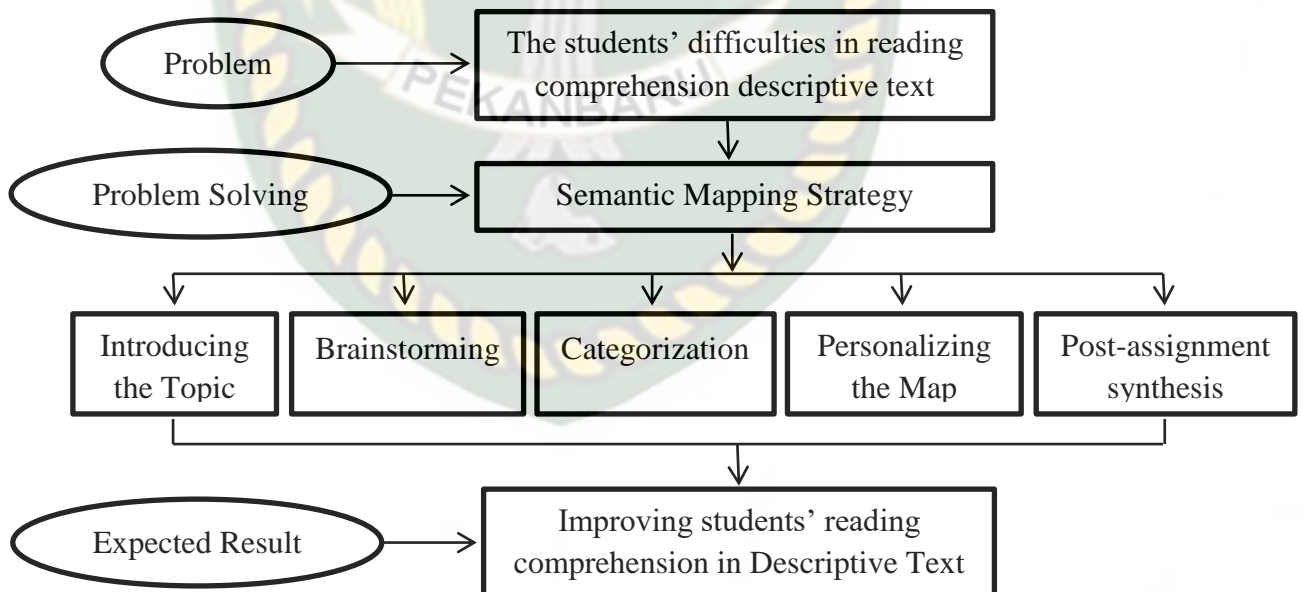 The students’ difficulties in reading
comprehension descriptive text
Problem
PEKANBARU
Problem Solving
Semantic Mapping Strategy
Introducing
the Topic
Brainstorming
Categorization
Personalizing
the Map
Post-assignment
synthesis
Expected Result
Improving students’ reading
comprehension in Descriptive Text